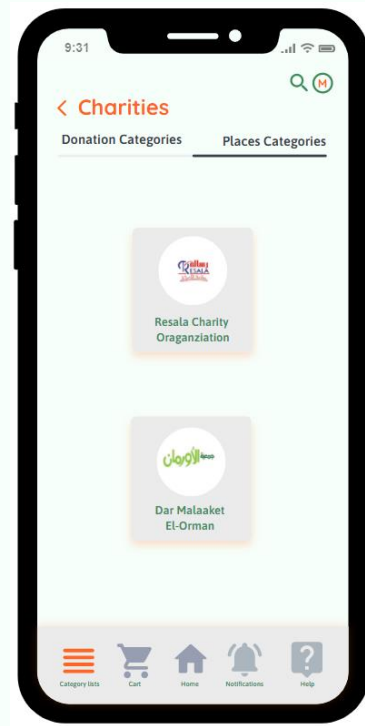 9:31
M
< Charities
Donation Categories Places Categories
رسالة
RESALA
Resala Charity
Oraganziation
جمعية الأورمان
Dar Malaaket
El-Orman
Category lists Cart Home Notifications Help